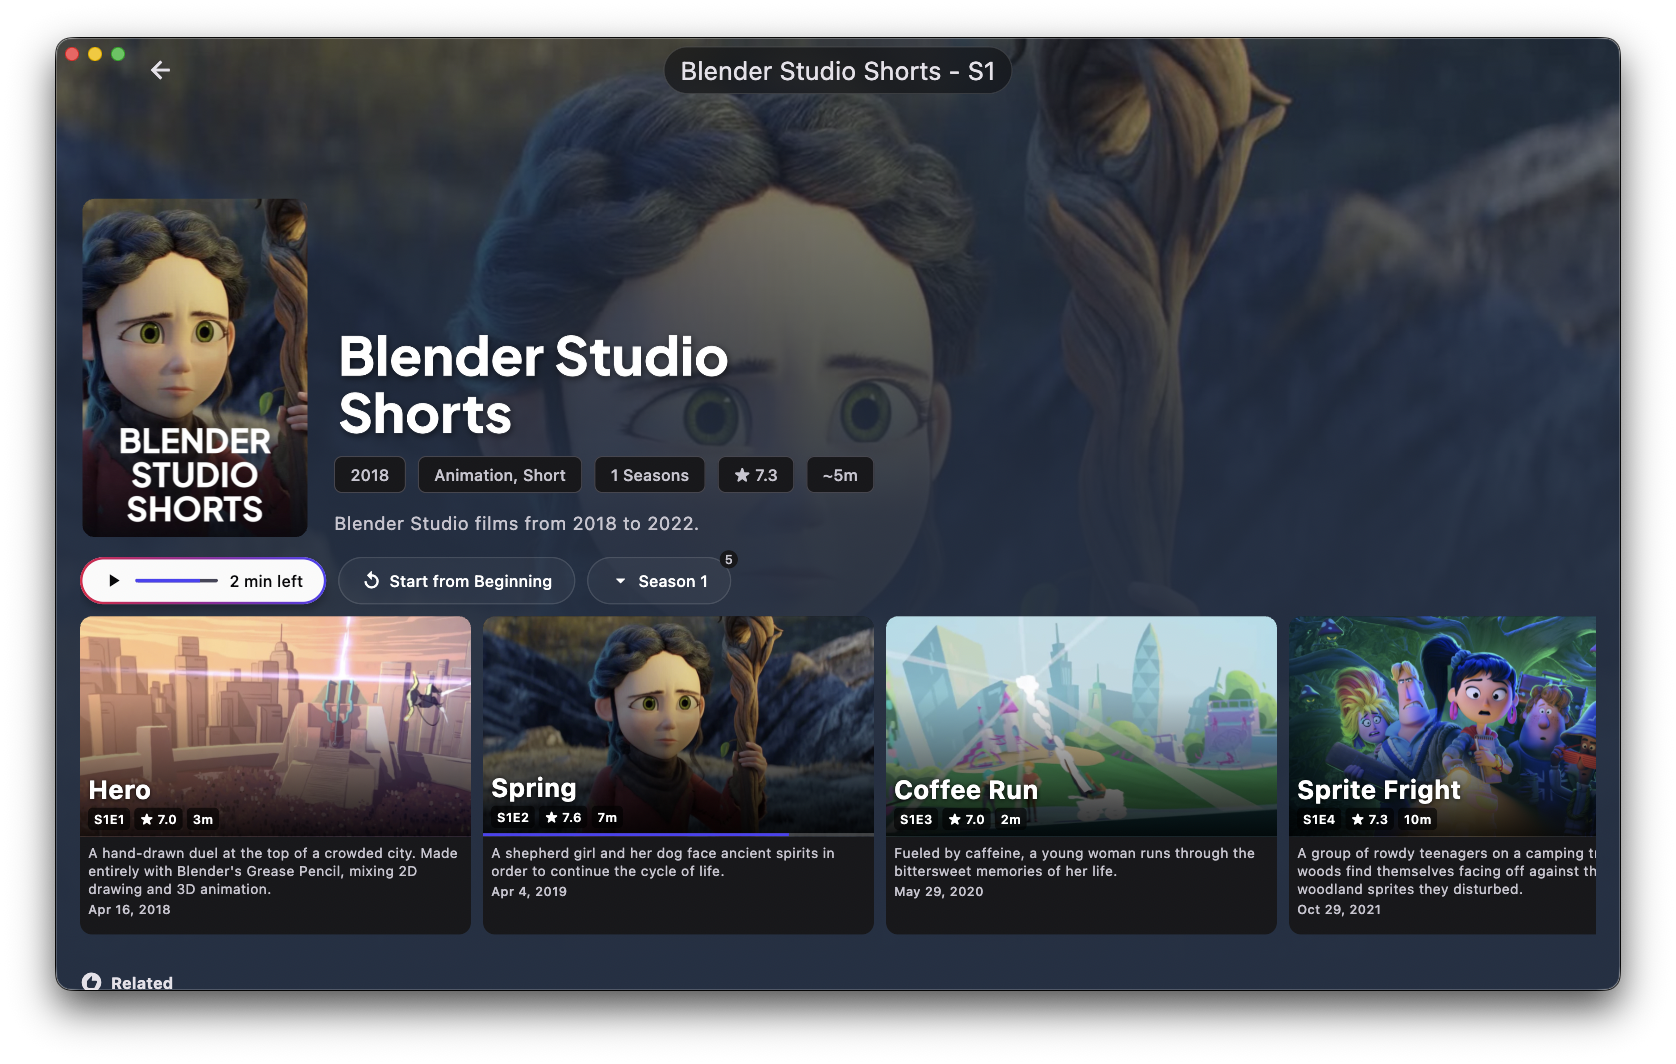 Blender Studio Shorts - S1
BLENDER
STUDIO
SHORTS
Blender Studio
Shorts
2018
Animation, Short
1 Seasons
★ 7.3
~5m
Blender Studio films from 2018 to 2022.
2 min left
Start from Beginning
Season 1
5
Hero
S1E1 ★ 7.0 3m
A hand-drawn duel at the top of a crowded city. Made
entirely with Blender's Grease Pencil, mixing 2D
drawing and 3D animation.
Apr 16, 2018
Spring
S1E2 ★ 7.6 7m
A shepherd girl and her dog face ancient spirits in
order to continue the cycle of life.
Apr 4, 2019
Coffee Run
S1E3 ★ 7.0 2m
Fueled by caffeine, a young woman runs through the
bittersweet memories of her life.
May 29, 2020
Sprite Fright
S1E4 ★ 7.3 10m
A group of rowdy teenagers on a camping
woods find themselves facing off against
woodland sprites they disturbed.
Oct 29, 2021
Related